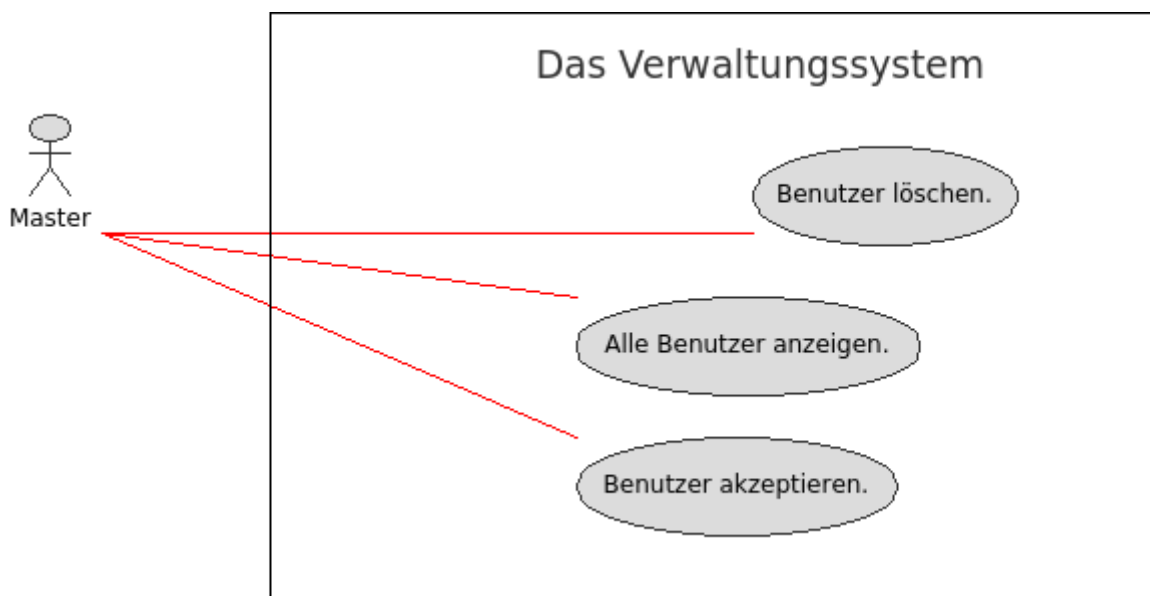 Das Verwaltungssystem
Benutzer löschen.
Master
Alle Benutzer anzeigen.
Benutzer akzeptieren.